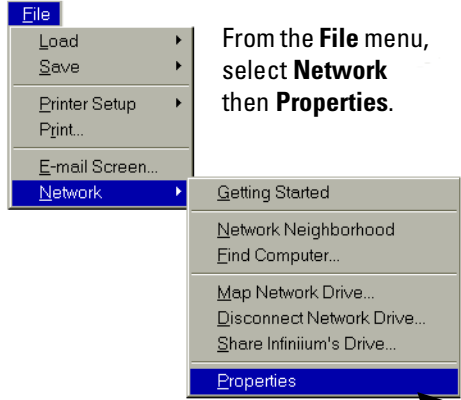 File
Load
Save
Printer Setup
Print...
E-mail Screen...
Network
From the File menu,
select Network
then Properties.
Getting Started
Network Neighborhood
Find Computer...
Map Network Drive...
Disconnect Network Drive...
Share Infiniium's Drive...
Properties